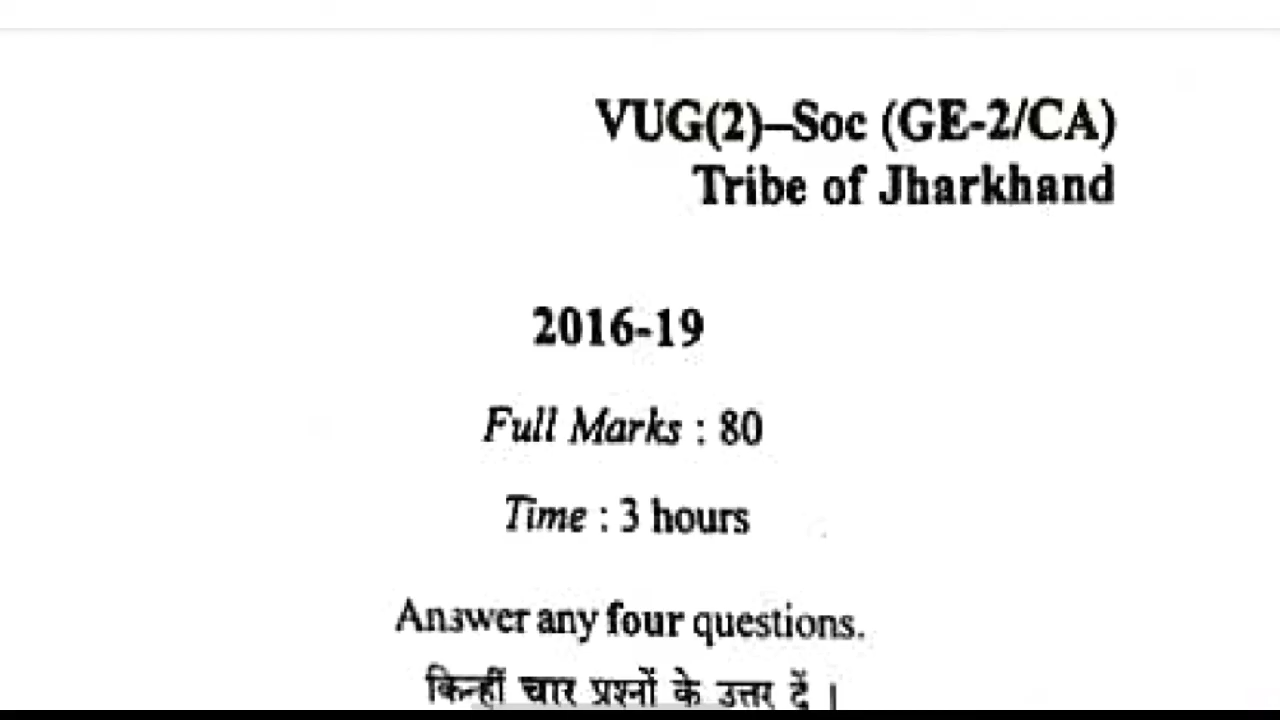 VUG(2)–Soc (GE-2/CA)
Tribe of Jharkhand
2016-19
Full Marks : 80
Time : 3 hours
Answer any four questions.
किन्हीं चार प्रश्नों के उत्तर दें ।